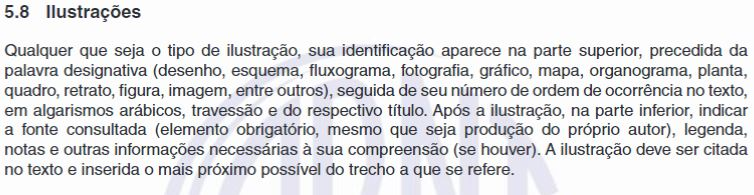 5.8 Ilustrações
Qualquer que seja o tipo de ilustração, sua identificação aparece na parte superior, precedida da
palavra designativa (desenho, esquema, fluxograma, fotografia, gráfico, mapa, organograma, planta,
quadro, retrato, figura, imagem, entre outros), seguida de seu número de ordem de ocorrência no texto,
em algarismos arábicos, travessão e do respectivo título. Após a ilustração, na parte inferior, indicar
a fonte consultada (elemento obrigatório, mesmo que seja produção do próprio autor), legenda,
notas e outras informações necessárias à sua compreensão (se houver). A ilustração deve ser citada
no texto e inserida o mais próximo possível do trecho a que se refere.